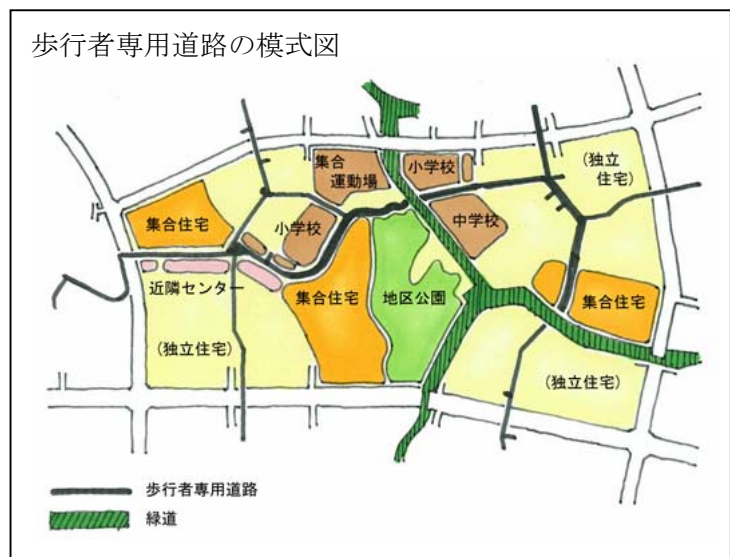 歩行者専用道路の模式図
集合
運動場
小学校
(独立
住宅)
集合住宅
小学校
中学校
近隣センター
集合住宅
地区公園
集合住宅
(独立住宅)
(独立住宅)
歩行者専用道路
緑道